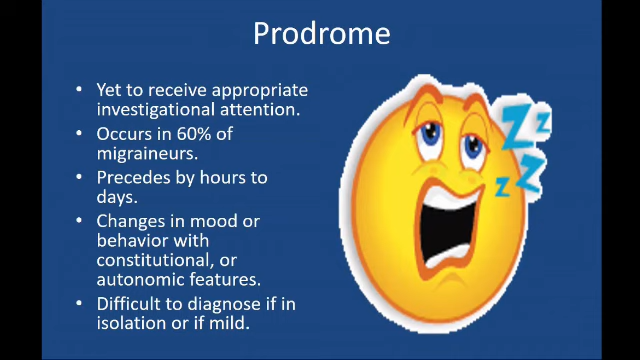 Prodrome
• Yet to receive appropriate
investigational attention.
• Occurs in 60% of
migraineurs.
• Precedes by hours to
days.
• Changes in mood or
behavior with
constitutional, or
autonomic features.
• Difficult to diagnose if in
isolation or if mild.
Z Z
Z Z